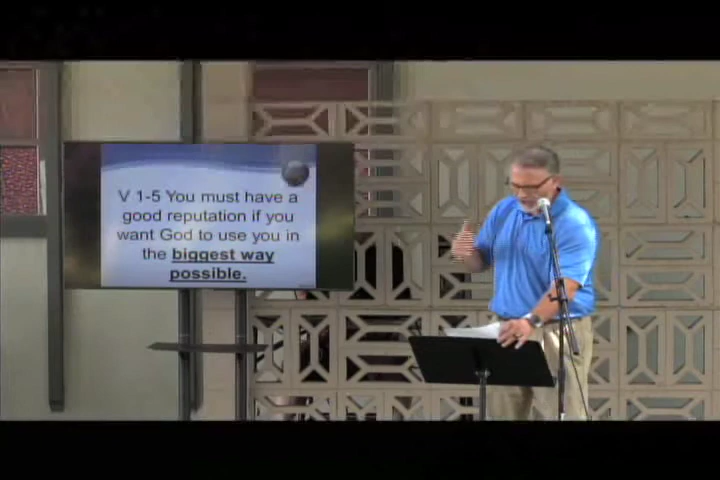 V 1-5 You must have a
good reputation if you
want God to use you in
the biggest way
possible.